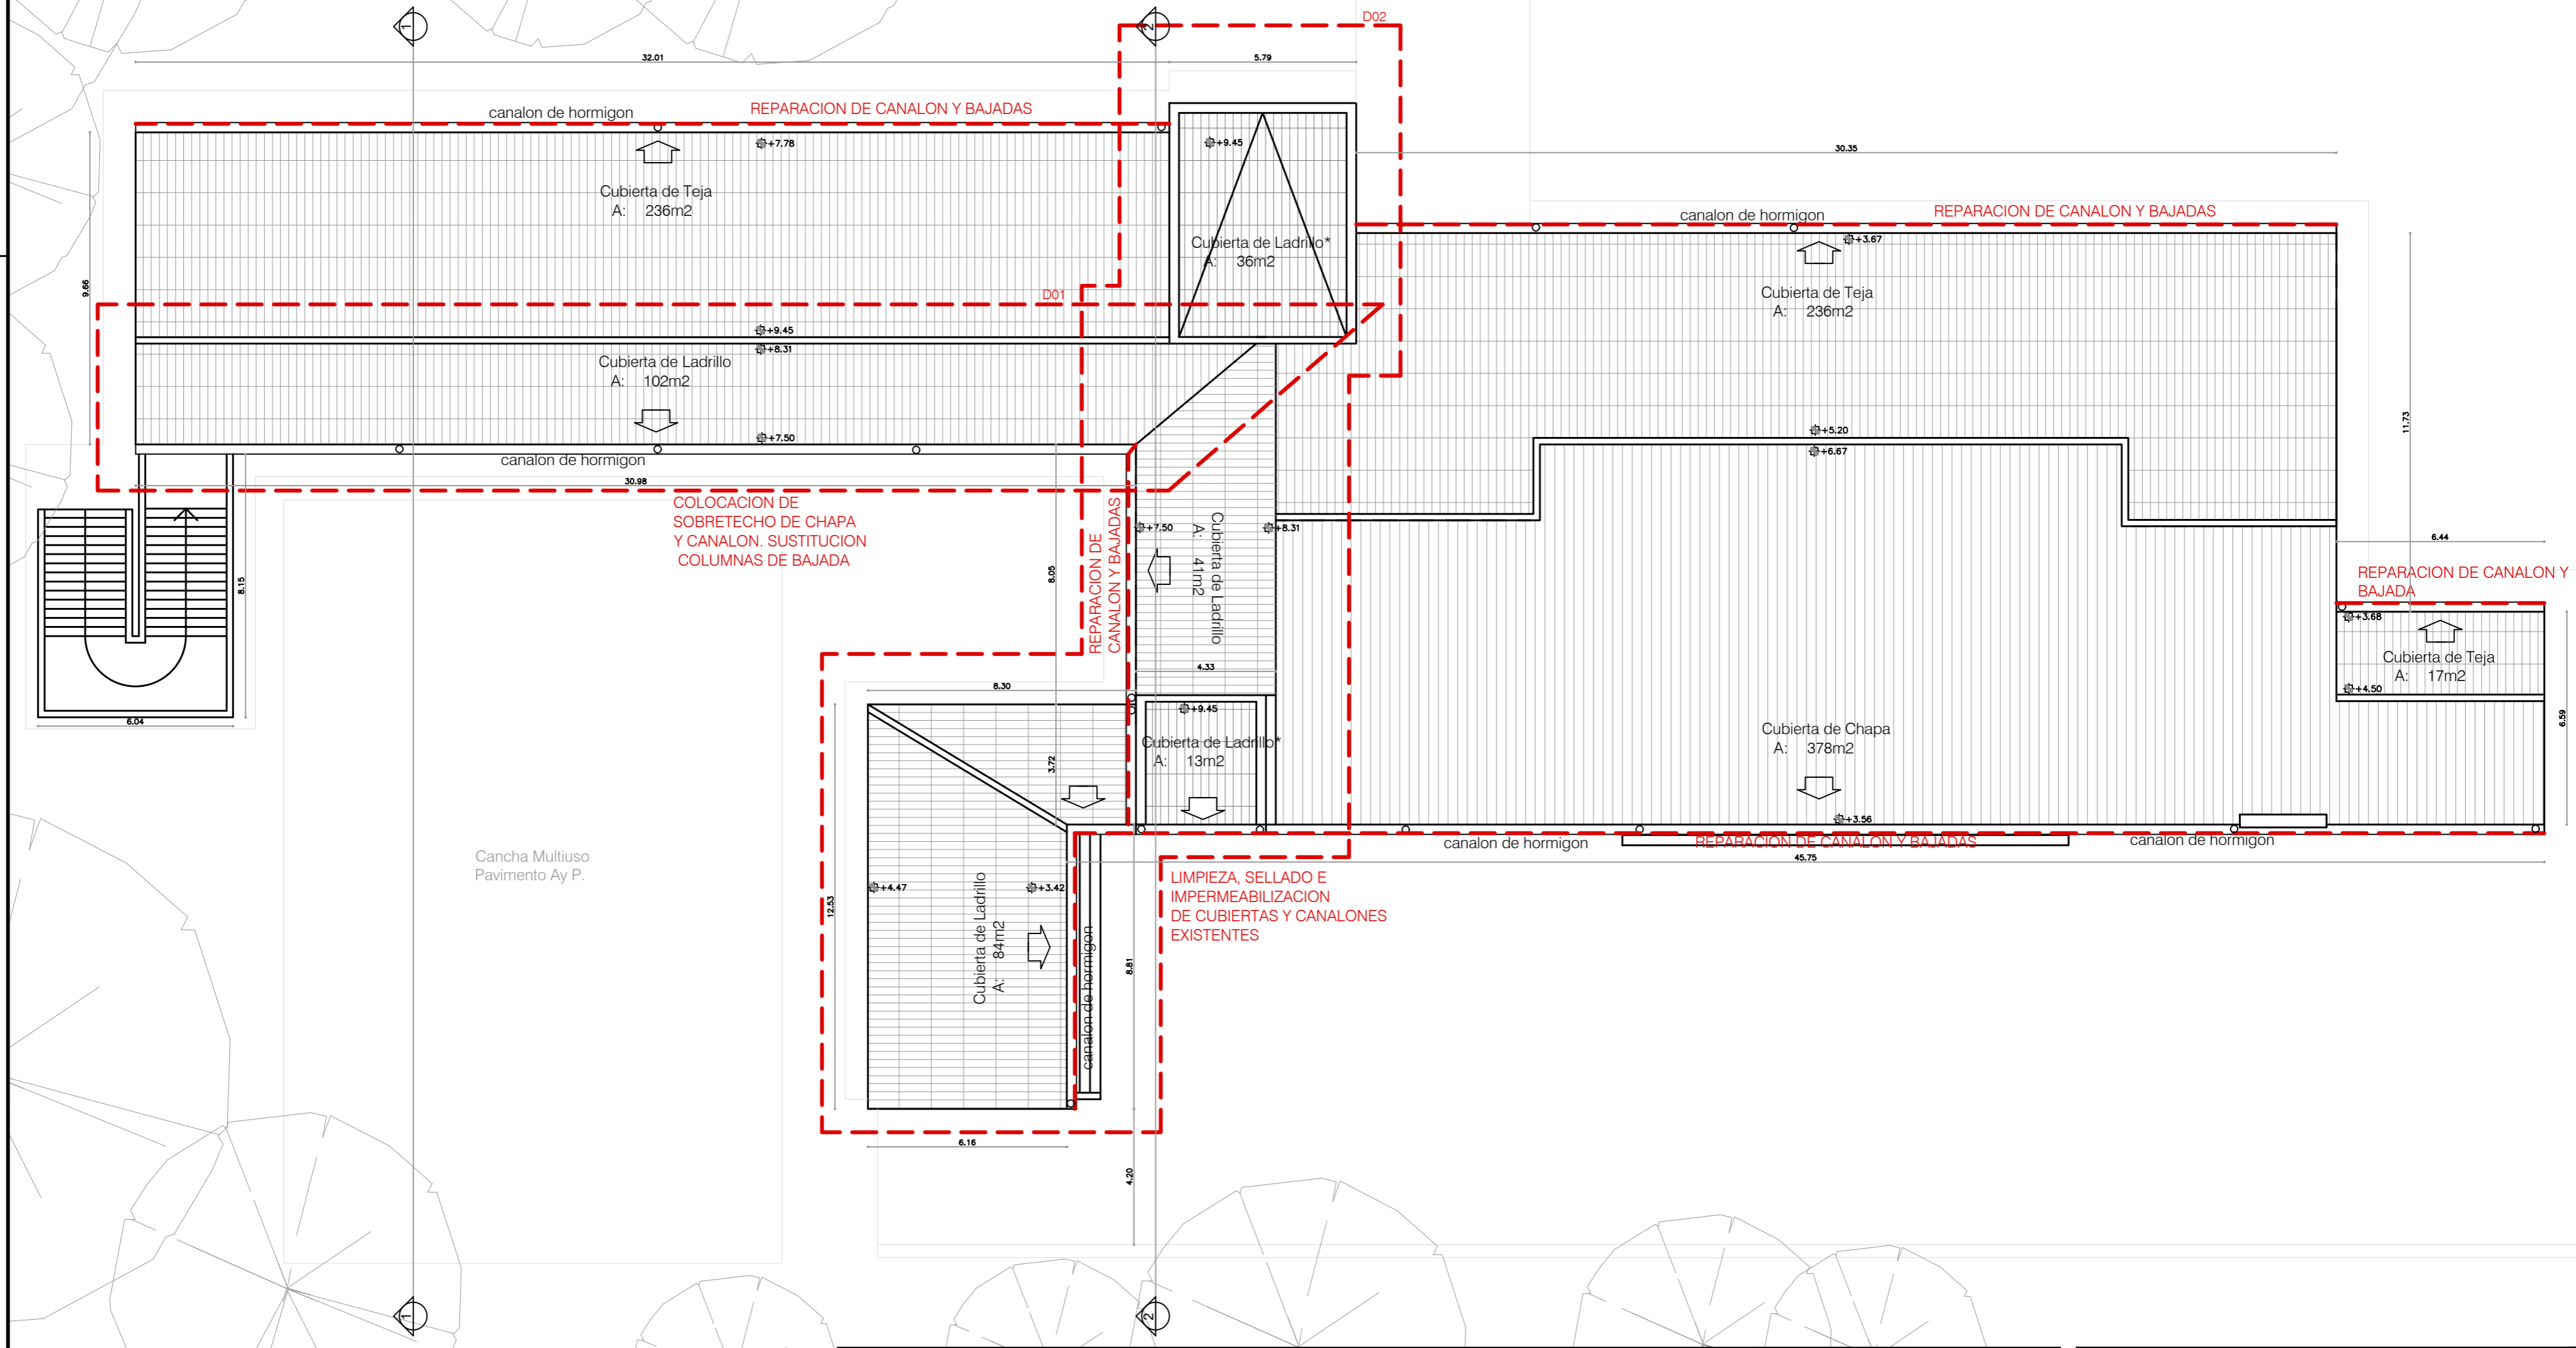 1
2
D02
32.01
5.79
canalon de hormigon
REPARACION DE CANALON Y BAJADAS
+7.78
+9.45
30.35
Cubierta de Teja
A: 236m2
canalon de hormigon
REPARACION DE CANALON Y BAJADAS
+3.67
Cubierta de Ladrillo*
A: 36m2
9.66
D01
Cubierta de Teja
A: 236m2
+9.45
+8.31
Cubierta de Ladrillo
A: 102m2
+7.50
canalon de hormigon
+5.20
+6.67
11.73
30.98
COLOCACION DE
SOBRETECHO DE CHAPA
Y CANALON. SUSTITUCION
COLUMNAS DE BAJADA
8.15
8.05
REPARACION DE
CANALON Y BAJADAS
+7.50
+8.31
Cubierta de Ladrillo
A: 41m2
4.33
6.44
REPARACION DE CANALON Y
BAJADA
+3.68
Cubierta de Teja
A: 17m2
+4.50
6.59
6.04
8.30
+9.45
Cubierta de Ladrillo*
A: 13m2
3.72
Cubierta de Chapa
A: 378m2
+3.56
canalon de hormigon
REPARACION DE CANALON Y BAJADAS
canalon de hormigon
45.75
Cancha Multiuso
Pavimento Ay P.
12.53
+4.47
+3.42
Cubierta de Ladrillo
A: 84m2
canalon de hormigon
8.81
LIMPIEZA, SELLADO E
IMPERMEABILIZACION
DE CUBIERTAS Y CANALONES
EXISTENTES
6.16
4.20
1
2